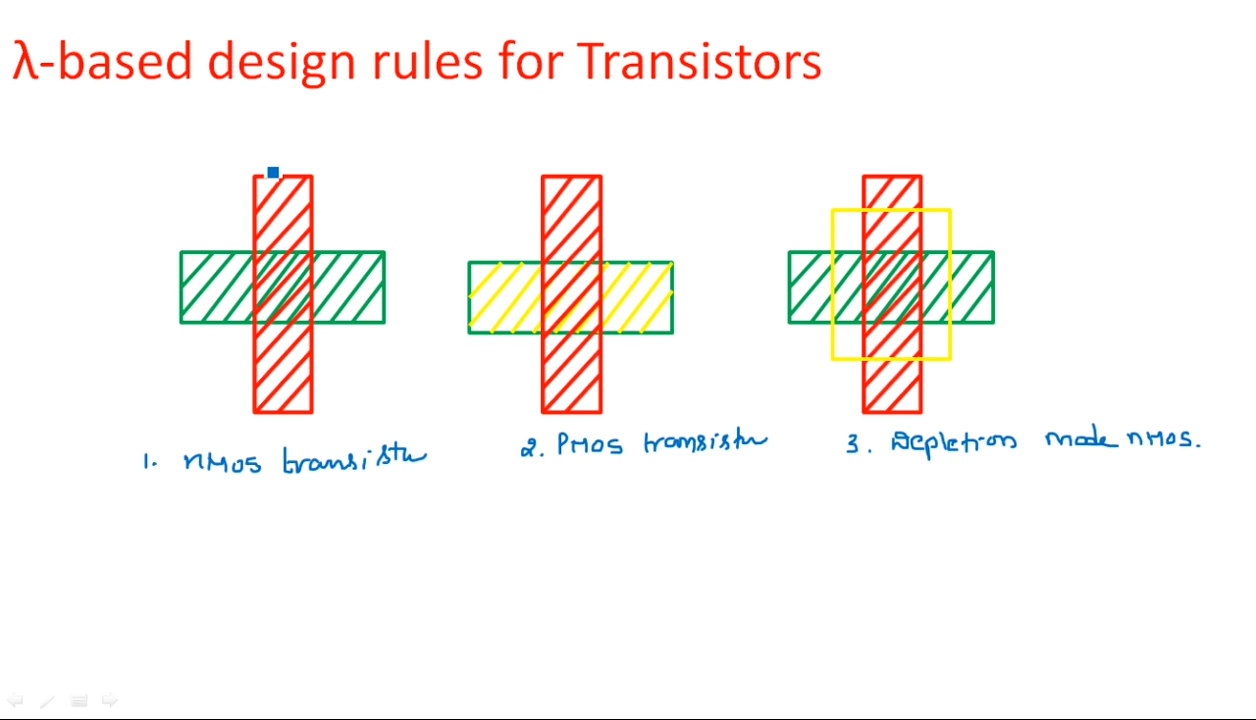 λ-based design rules for Transistors
1. nMOS transistor
2. PMOS transistor
3. Depletion mode nMOS.